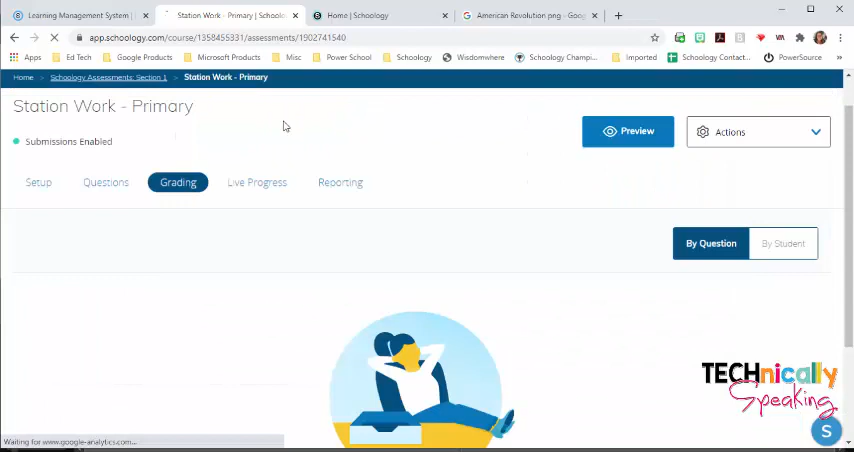 Learning Management System |
Station Work - Primary | Schoolo
Home | Schoology
American Revolution png - Goog
app.schoology.com/course/1358455331/assessments/1902741540
Apps
Ed Tech
Microsoft Products
Misc
Power School
Schoology
Wisdomwhere
Schoology Champi...
Imported
Schoology Contact...
PowerSource
Home > Schoology Assessments: Section 1 > Station Work - Primary
Station Work - Primary
Submissions Enabled
Preview
Actions
Setup
Questions
Grading
Live Progress
Reporting
By Question
By Student
TECHnically
Speaking
S
Waiting for www.google-analytics.com...